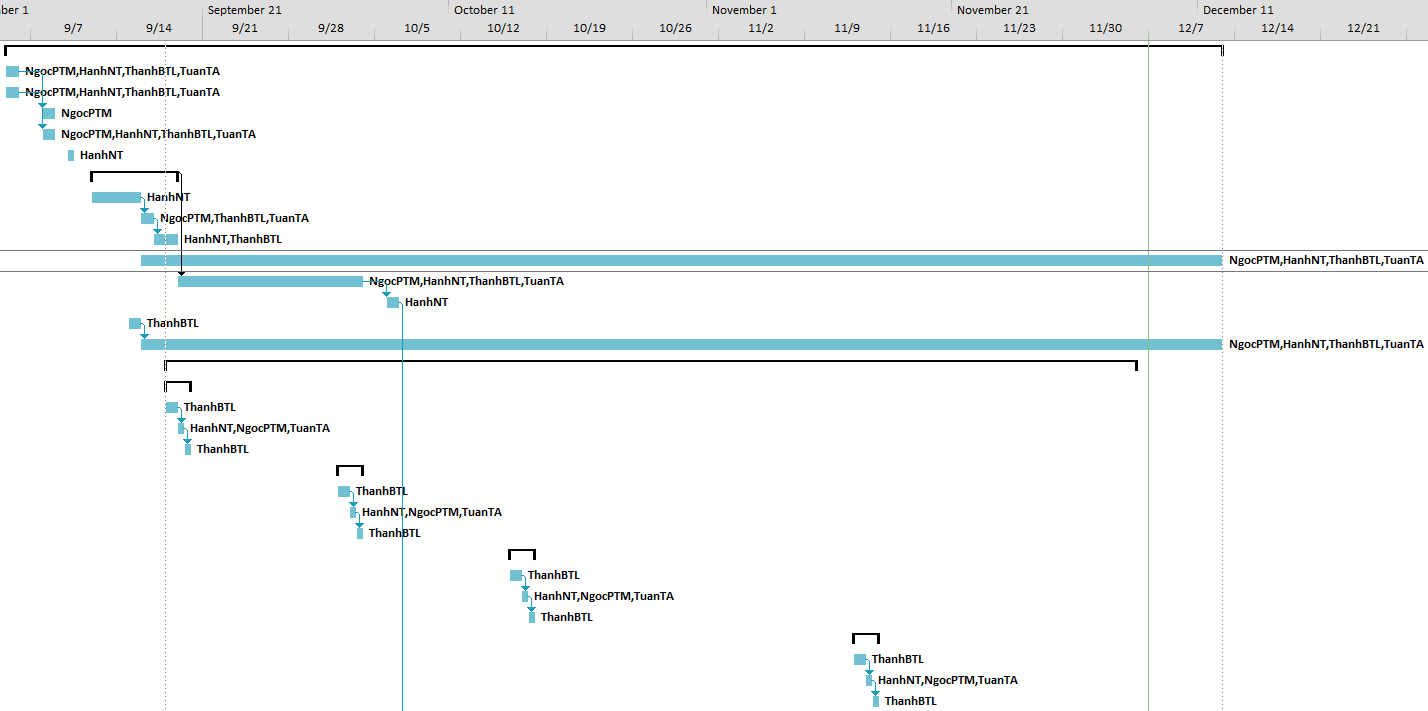 ber 1 September 21 October 11 November 1 November 21 December 11
9/7 9/14 9/21 9/28 10/5 10/12 10/19 10/26 11/2 11/9 11/16 11/23 11/30 12/7 12/14 12/21
NgocPTM,HanhNT,ThanhBTL,TuanTA
NgocPTM,HanhNT,ThanhBTL,TuanTA
NgocPTM
NgocPTM,HanhNT,ThanhBTL,TuanTA
HanhNT
HanhNT
NgocPTM,ThanhBTL,TuanTA
HanhNT,ThanhBTL
NgocPTM,HanhNT,ThanhBTL,TuanTA
NgocPTM,HanhNT,ThanhBTL,TuanTA
HanhNT
ThanhBTL
NgocPTM,HanhNT,ThanhBTL,TuanTA
ThanhBTL
HanhNT,NgocPTM,TuanTA
ThanhBTL
ThanhBTL
HanhNT,NgocPTM,TuanTA
ThanhBTL
ThanhBTL
HanhNT,NgocPTM,TuanTA
ThanhBTL
ThanhBTL
HanhNT,NgocPTM,TuanTA
ThanhBTL